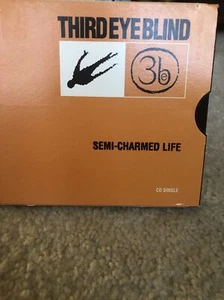 THIRD EYE BLIND
3eb
SEMI-CHARMED LIFE
CD SINGLE